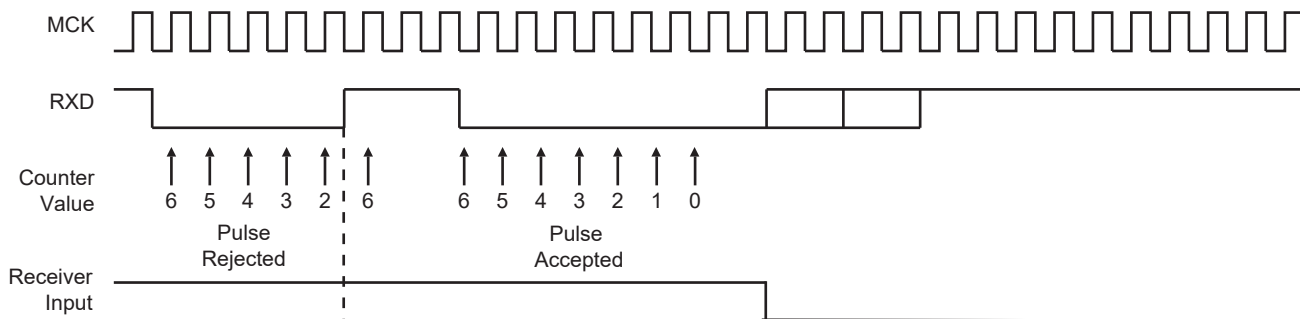 MCK
RXD
Counter
Value
6 5 4 3 2 6 6 5 4 3 2 1 0
Pulse
Rejected
Pulse
Accepted
Receiver
Input